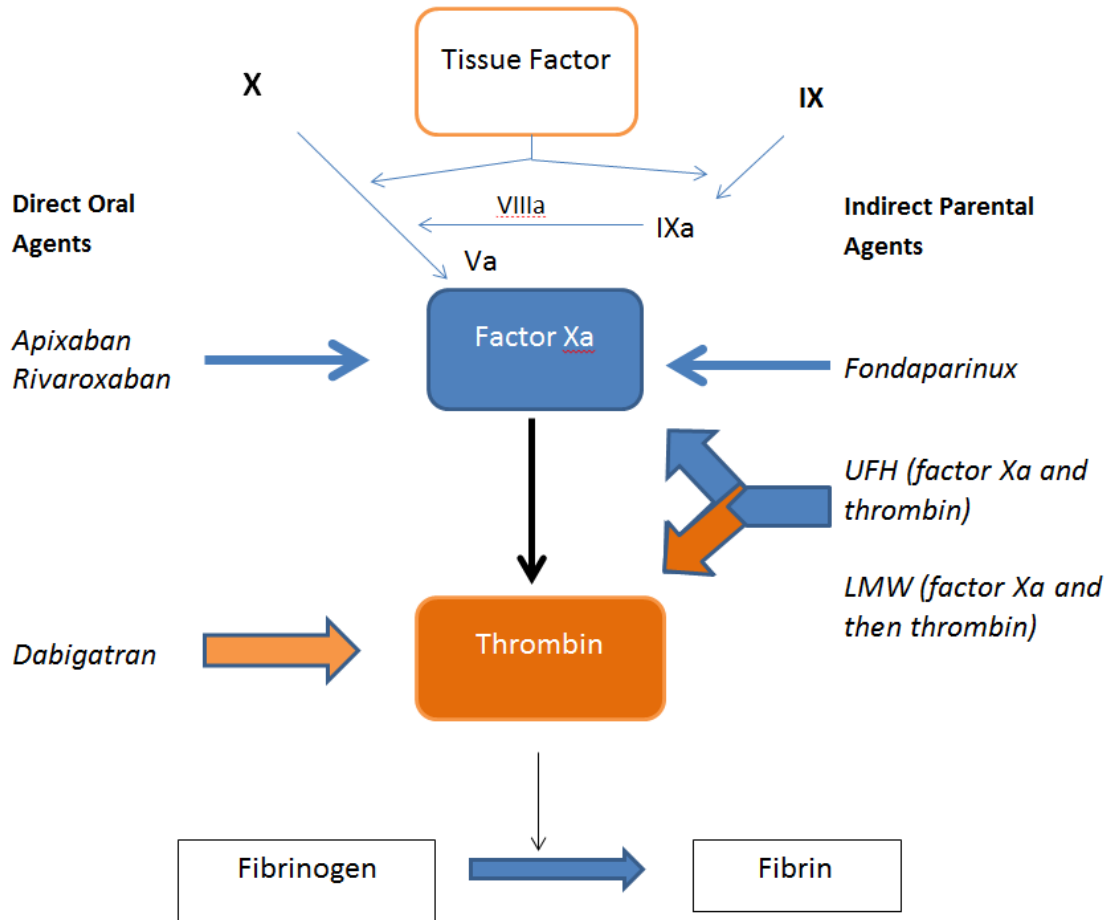 Tissue Factor
X
IX
Direct Oral
Agents
VIIIa
IXa
Indirect Parental
Agents
Va
Apixaban
Rivaroxaban
Factor Xa
Fondaparinux
UFH (factor Xa and
thrombin)
LMW (factor Xa and
then thrombin)
Dabigatran
Thrombin
Fibrinogen
Fibrin